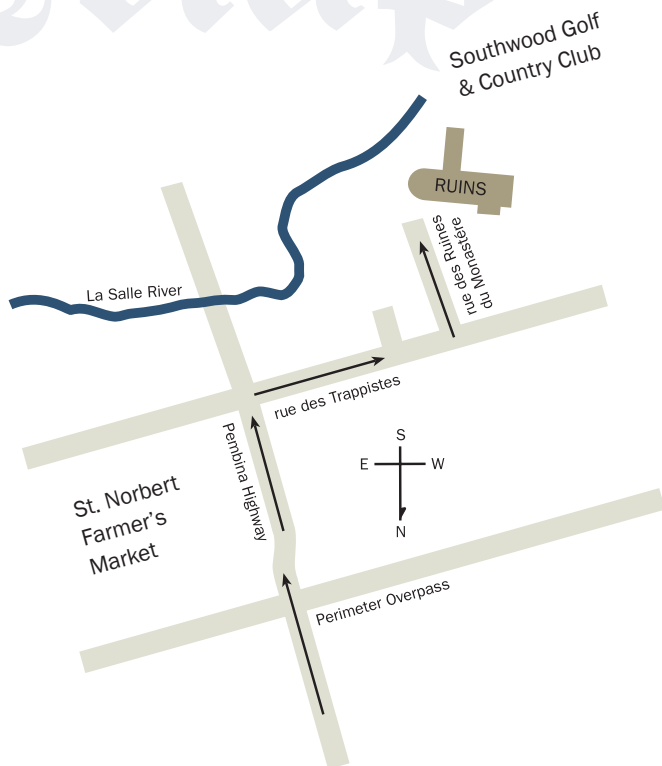 Southwood Golf
& Country Club
RUINS
rue des Ruines
du Monastére
La Salle River
rue des Trappistes
Pembina Highway
S
E
W
N
St. Norbert
Farmer's
Market
Perimeter Overpass